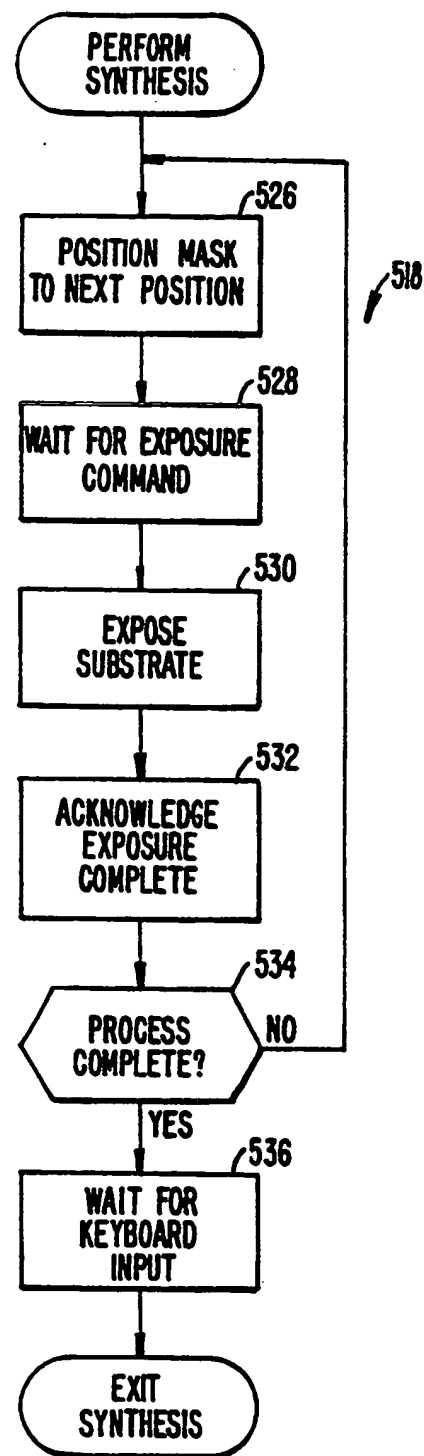 PERFORM
SYNTHESIS
526
POSITION MASK
TO NEXT POSITION
518
528
WAIT FOR EXPOSURE
COMMAND
530
EXPOSE
SUBSTRATE
532
ACKNOWLEDGE
EXPOSURE
COMPLETE
534
PROCESS
COMPLETE?
NO
YES
536
WAIT FOR
KEYBOARD
INPUT
EXIT
SYNTHESIS